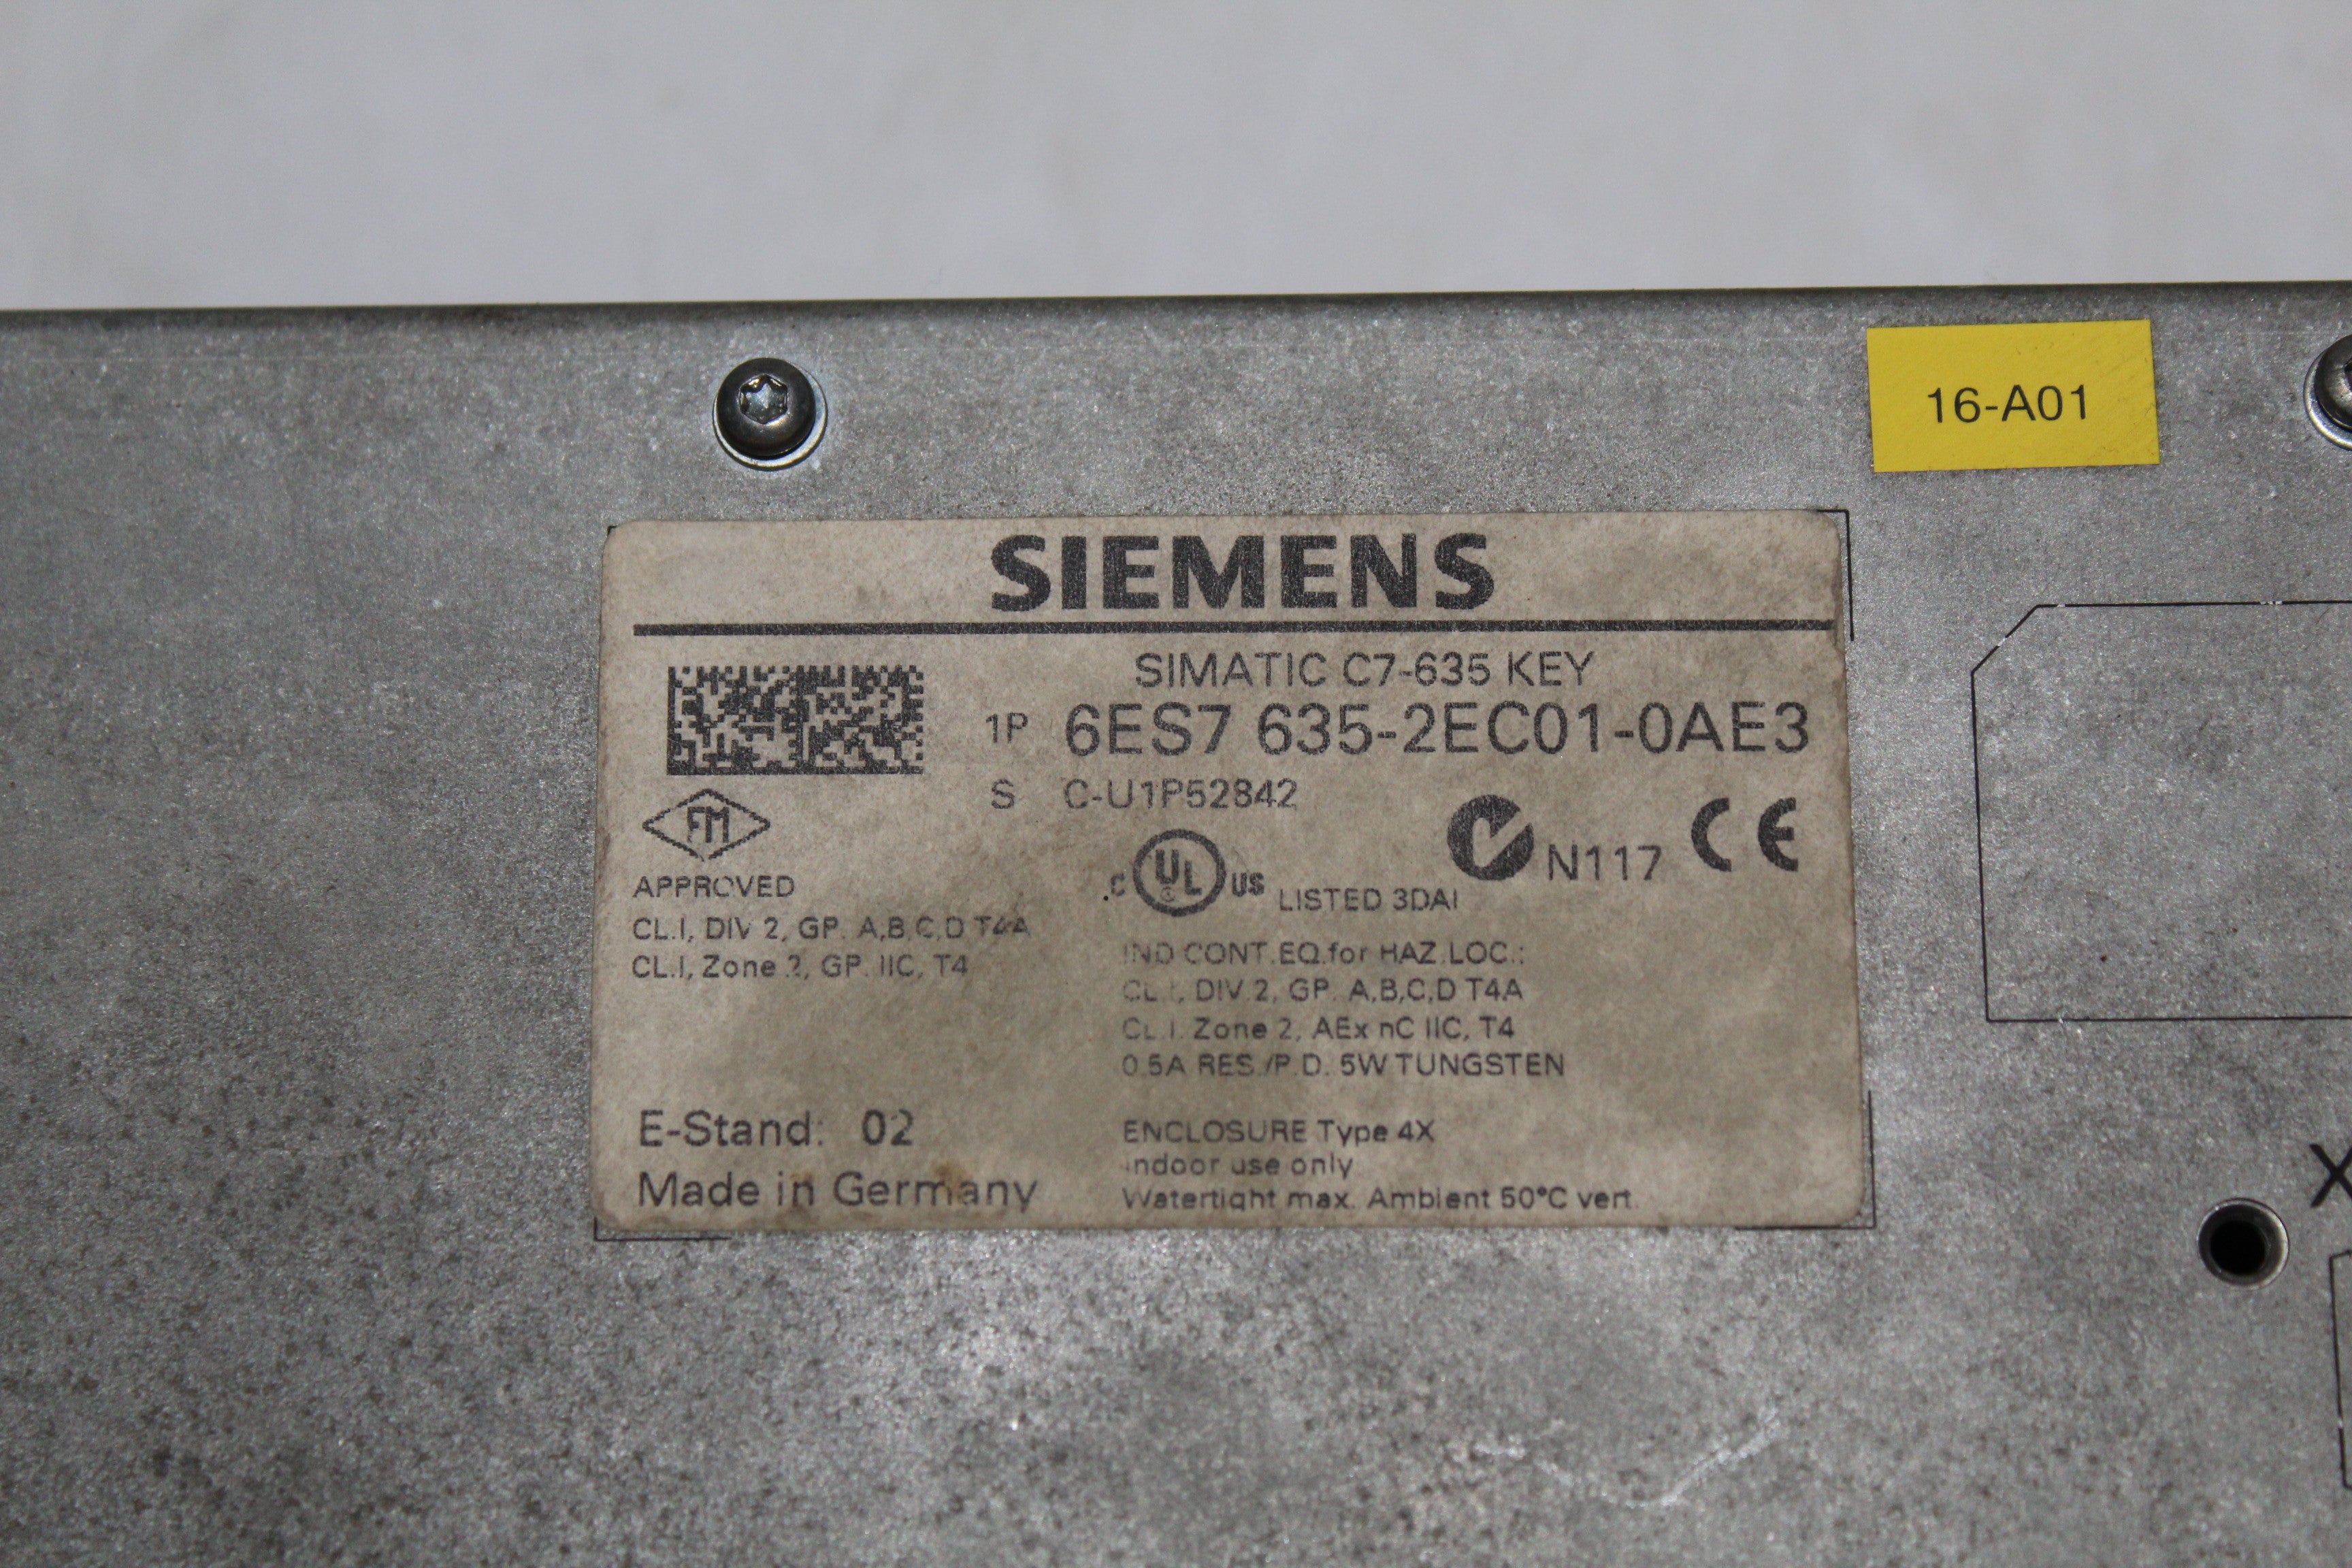 16-A01
SIEMENS
SIMATIC C7-635 KEY
1P 6ES7 635-2EC01-0AE3
S C-U1P52842
FM
APPROVED
CL.I, DIV 2, GP. A,B,C,D T4A
CL.I, Zone 2, GP. IIC, T4
c UL us LISTED 3DAI
N117 CE
IND CONT.EQ.for HAZ.LOC.:
CL.I, DIV.2, GP. A,B,C,D T4A
CL.I. Zone 2, AEx nC IIC, T4
0.5A RES./P.D. 5W TUNGSTEN
E-Stand: 02
Made in Germany
ENCLOSURE Type 4X
Indoor use only
Watertight max. Ambient 50°C vert.
X